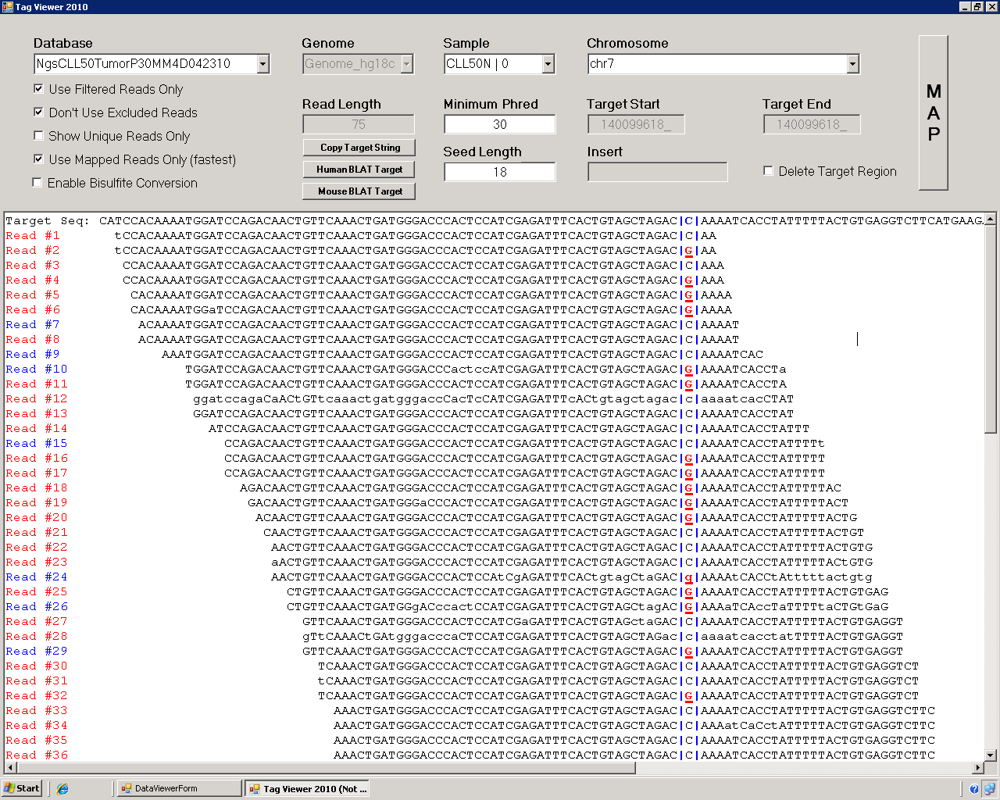 Tag Viewer 2010
Database
Genome
Sample
Chromosome
NgsCLL50TumorP30MM4D042310
Genome_hg18c
CLL50N | 0
chr7
Use Filtered Reads Only
Don't Use Excluded Reads
Show Unique Reads Only
Use Mapped Reads Only (fastest)
Enable Bisulfite Conversion
Read Length
75
Copy Target String
Human BLAT Target
Mouse BLAT Target
Minimum Phred
30
Seed Length
18
Target Start
140099618_
Insert
Target End
140099618_
Delete Target Region
M
A
P
Target Seq: CATCCACAAAATGGATCCAGACAACTGTTCAAACTGATGGGACCCACTCCATCGAGATTTCACTGTAGCTAGAC|C|AAAATCACCTATTTTTACTGTGAGGTCTTCATGAAG
Read #1 tCCACAAAATGGATCCAGACAACTGTTCAAACTGATGGGACCCACTCCATCGAGATTTCACTGTAGCTAGAC|C|AA
Read #2 tCCACAAAATGGATCCAGACAACTGTTCAAACTGATGGGACCCACTCCATCGAGATTTCACTGTAGCTAGAC|G|AA
Read #3 CCACAAAATGGATCCAGACAACTGTTCAAACTGATGGGACCCACTCCATCGAGATTTCACTGTAGCTAGAC|C|AAA
Read #4 CCACAAAATGGATCCAGACAACTGTTCAAACTGATGGGACCCACTCCATCGAGATTTCACTGTAGCTAGAC|G|AAA
Read #5 CACAAAATGGATCCAGACAACTGTTCAAACTGATGGGACCCACTCCATCGAGATTTCACTGTAGCTAGAC|G|AAAA
Read #6 CACAAAATGGaTCCAGACAACTGTTCAAACTGATGGGACCCACTCCATCGAGATTTCACTGTAGCTAGAC|G|AAAA
Read #7 ACAAAATGGATCCAGACAACTGTTCAAACTGATGGGACCCACTCCATCGAGATTTCACTGTAGCTAGAC|C|AAAAT
Read #8 ACAAAATGGATCCAGACAACTGTTCAAACTGATGGGACCCACTCCATCGAGATTTCACTGTAGCTAGAC|C|AAAAT
Read #9 AAATGGATCCAGACAACTGTTCAAACTGATGGGACCCACTCCATCGAGATTTCACTGTAGCTAGAC|C|AAAATCAC
Read #10 TGGATCCAGACAACTGTTCAAACTGATGGGACCCactccATCGAGATTTCACTGTAGCTAGAC|G|AAAATCACCTa
Read #11 TGGATCCAGACAACTGTTCAAACTGATGGGACCCACTCCATCGAGATTTCACTGTAGCTAGAC|G|AAAATCACCTA
Read #12 ggatccagaCaACtGTtcaaactgatgggaccCaCtCcATCGAGATTTCACtgtagctagac|c|aaaatcacCTAT
Read #13 GGATCCAGACAACTGTTCAAACTGATGGGACCCACTCCATCGAGATTTCACTGTAGCTAGAC|C|AAAATCACCTAT
Read #14 ATCCAGACAACTGTTCAAACTGATGGGACCCACTCCATCGAGATTTCACTGTAGCTAGAC|C|AAAATCACCTATTT
Read #15 CCAGACAACTGTTCAAACTGATGGGACCCACTCCATCGAGATTTCACTGTAGCTAGAC|C|AAAATCACCTATTTTt
Read #16 CCAGACAACTGTTCAAACTGATGGGACCCACTCCATCGAGATTTCACTGTAGCTAGAC|G|AAAATCACCTATTTTT
Read #17 CCAGACAACTGTTCAAACTGATGGGACCCACTCCATCGAGATTTCACTGTAGCTAGAC|G|AAAATCACCTATTTTT
Read #18 AGACAACTGTTCAAACTGATGGGACCCACTCCATCGAGATTTCACTGTAGCTAGAC|G|AAAATCACCTATTTTTAC
Read #19 GACAACTGTTCAAACTGATGGGaCCCACTCCATCGAGATTTCACTGTAGCTAGAC|G|AAAATCACCTATTTTTACT
Read #20 ACAACTGTTCAAACTGATGGGACCCACTCCATCGAGATTTCACTGTAGCTAGAC|G|AAAATCACCTATTTTTACTG
Read #21 CAACTGTTCAAACTGATGGGACCCACTCCATCGAGATTTCACTGTAGCTAGAC|C|AAAATCACCTATTTTTACTGT
Read #22 AACTGTTCAAACTGATGGGACCCACTCCATCGAGATTTCACTGTAGCTAGAC|C|AAAATCACCTATTTTTACTGTG
Read #23 aACTGTTCAAACTGATGGGACCCACTCCATCGAGATTTCACTGTAGCTAGAC|C|AAAATCACCTATTTTTACtGTG
Read #24 AACTGTTCAAACTGATGGGACCCACTCCAtCGAGATTTCACtgtagCTaGAC|g|AAAAtCACCtAtttttactgtg
Read #25 CTGTTCAAACTGATGGGACCCACTCCATCGAGATTTCACTGTAGCTAGAC|G|AAAATCACCTATTTTTACTGTGAG
Read #26 CTGTTCAAACTGATGGgAcccactCCATCGAGATTTCACTGTAGCtagAC|G|AAAaTCAccTaTTTTtaCTGtGaG
Read #27 GTTCAAACTGATGGGACCCACTCCATCGaGATTTCACTGTAGctaGAC|C|AAAATCACCTATTTTTACTGTGAGGT
Read #28 gTtCAAACtGAtgggacccaCTCCATCGAGATTTCACTGTAGCTAGac|c|aaaatcacctatTTTTACTGTGAGGT
Read #29 GTTCAAACTGATGGGACCCACTCCATCGAGATTTCACTGTAGCTAGAC|G|AAAATCACCTATTTTTACTGTGAGGT
Read #30 TCAAACTGATGGGACCCACTCCATCGAGATTTCACTGTAGCTAGAC|C|AAAATCACCTATTTTTACTGTGAGGTCT
Read #31 tCAAACTGATGGGACCCACTCCATCGAGATTTCACTGTAGCTAGAC|C|AAAATCACCTATTTTTACTGTGAGGTCT
Read #32 TCAAACTGATGGGACCCACTCCATCGAGATTTCACTGTAGCTAGAC|G|AAAATCACCTATTTTTACTGTGAGGTCT
Read #33 AAACTGATGGGACCCACTCCATCGAGATTTCACTGTAGCTAGAC|C|AAAATCACCTATTTTTACTGTGAGGTCTTC
Read #34 AAACTGATGGGACCCACTCCATCGAGATTTCACTGTAGCTAGAC|C|AAAatCaCCtATTTTTACTGTGAGGTCTTC
Read #35 AAACTGATGGGACCCACTCCATCGAGATTTCACTGTAGCTAGAC|C|AAAATCACCTATTTTTACTGTGAGGTCTTC
Read #36 AAACTGATGGGACCCACTCCATCGAGATTTCACTGTAGCTAGAC|C|AAAATCACCTATTTTTACTGTGAGGTCTTC
Start
DataViewerForm
Tag Viewer 2010 (Not ...